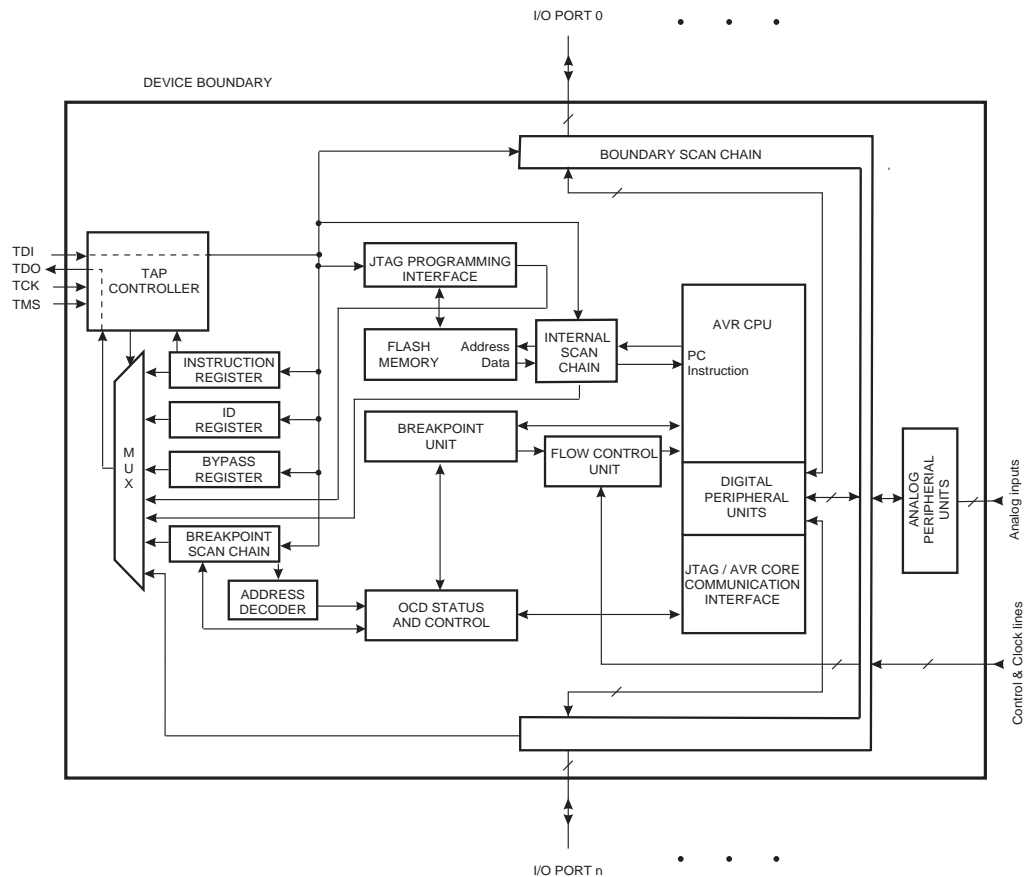 I/O PORT 0
DEVICE BOUNDARY
BOUNDARY SCAN CHAIN
TDI
TDO
TCK
TMS
TAP
CONTROLLER
JTAG PROGRAMMING
INTERFACE
AVR CPU
FLASH
MEMORY
Address
Data
INTERNAL
SCAN
CHAIN
PC
Instruction
INSTRUCTION
REGISTER
ID
REGISTER
BREAKPOINT
UNIT
FLOW CONTROL
UNIT
MUX
BYPASS
REGISTER
DIGITAL
PERIPHERAL
UNITS
ANALOG
PERIPHERIAL
UNITS
Analog inputs
BREAKPOINT
SCAN CHAIN
JTAG / AVR CORE
COMMUNICATION
INTERFACE
ADDRESS
DECODER
OCD STATUS
AND CONTROL
Control & Clock lines
I/O PORT n